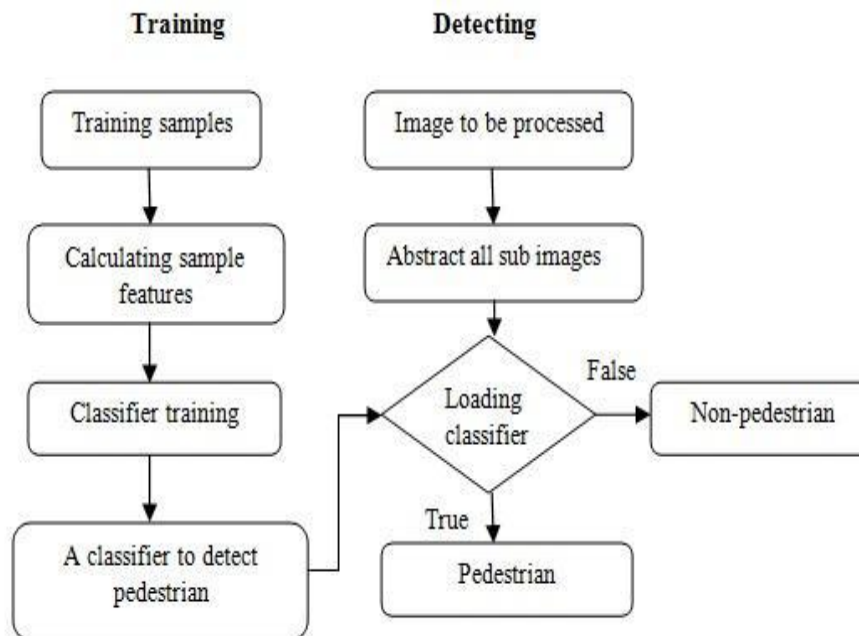 Training
Training samples
Calculating sample
features
Classifier training
A classifier to detect
pedestrian
Detecting
Image to be processed
Abstract all sub images
Loading
classifier
False
Non-pedestrian
True
Pedestrian